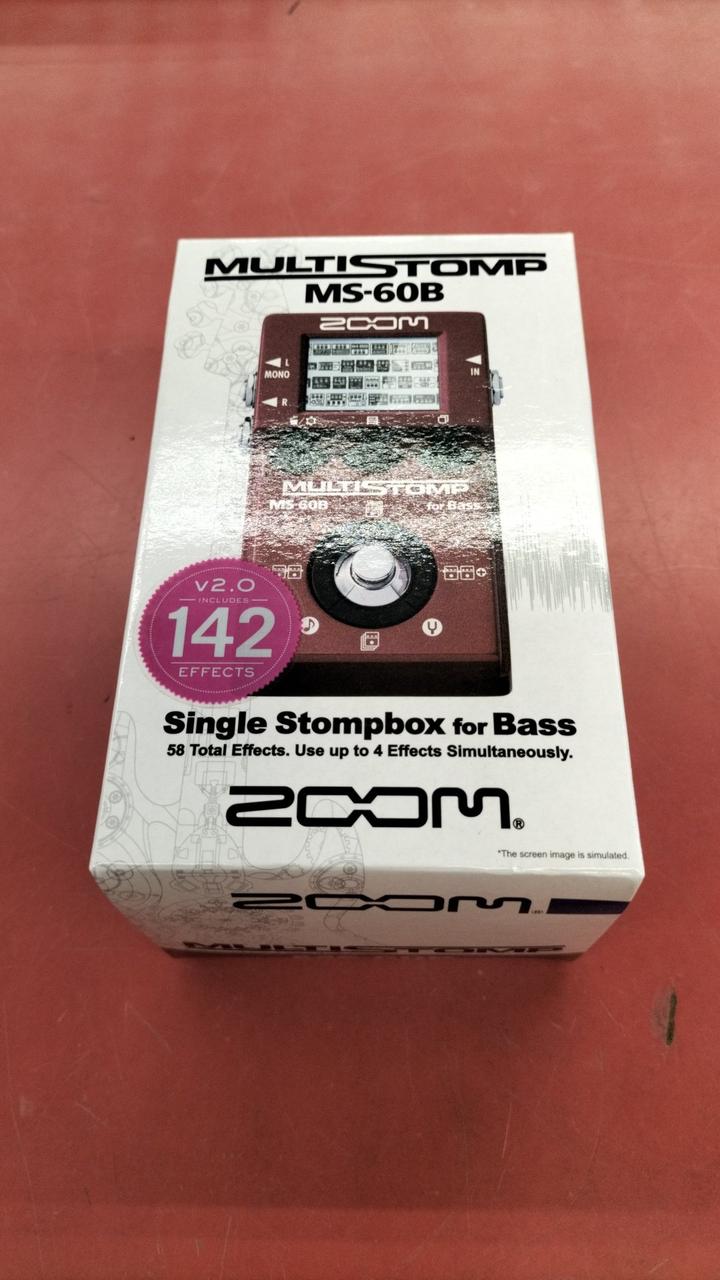 MULTISTOMP
MS-60B
ZOOM
L
MONO
IN
R
MULTISTOMP
MS-60B
for Bass
v2.0
INCLUDES
142
EFFECTS
Single Stompbox for Bass
58 Total Effects. Use up to 4 Effects Simultaneously.
ZOOM®
*The screen image is simulated.
ZOOM®
MULTISTOMP